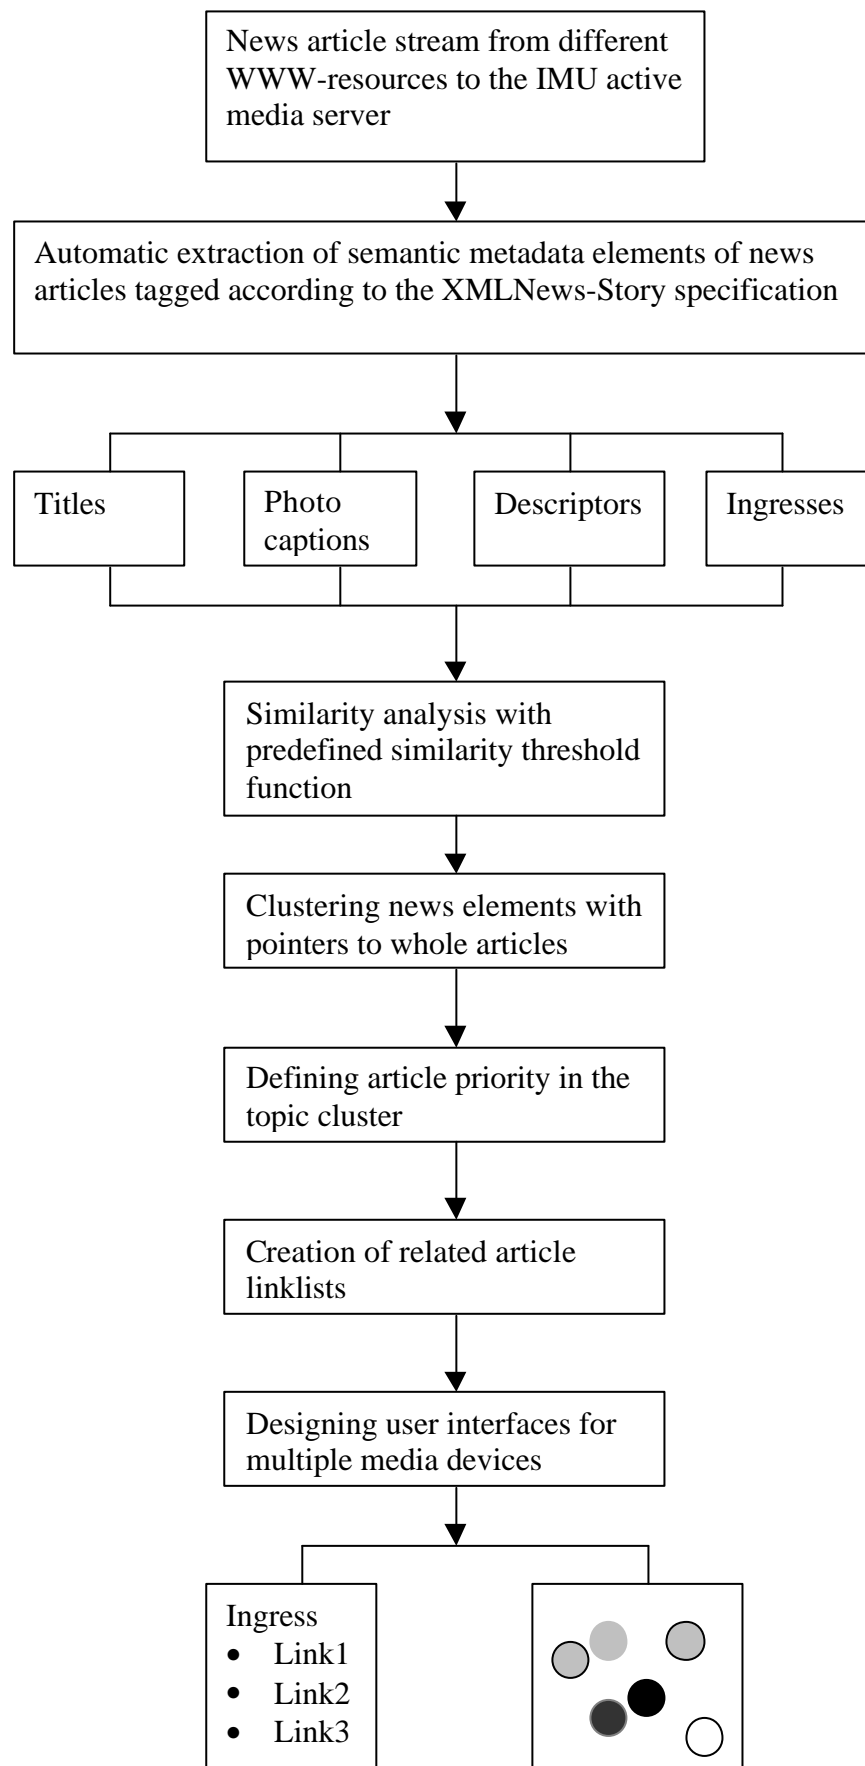 News article stream from different
WWW-resources to the IMU active
media server
Automatic extraction of semantic metadata elements of news
articles tagged according to the XMLNews-Story specification
Titles
Photo
captions
Descriptors
Ingresses
Similarity analysis with
predefined similarity threshold
function
Clustering news elements with
pointers to whole articles
Defining article priority in the
topic cluster
Creation of related article
linklists
Designing user interfaces for
multiple media devices
Ingress
• Link1
• Link2
• Link3